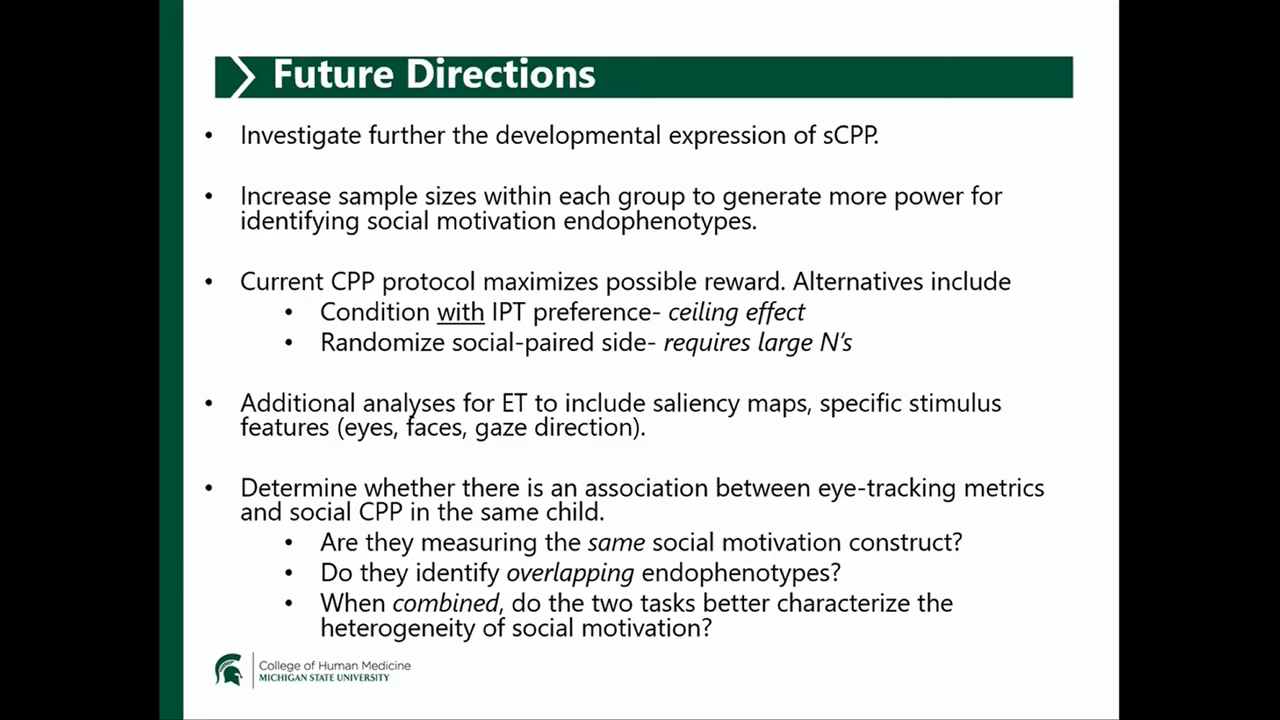 Future Directions
• Investigate further the developmental expression of sCPP.
• Increase sample sizes within each group to generate more power for
identifying social motivation endophenotypes.
• Current CPP protocol maximizes possible reward. Alternatives include
• Condition with IPT preference- ceiling effect
• Randomize social-paired side- requires large N's
• Additional analyses for ET to include saliency maps, specific stimulus
features (eyes, faces, gaze direction).
• Determine whether there is an association between eye-tracking metrics
and social CPP in the same child.
• Are they measuring the same social motivation construct?
• Do they identify overlapping endophenotypes?
• When combined, do the two tasks better characterize the
heterogeneity of social motivation?
College of Human Medicine
MICHIGAN STATE UNIVERSITY